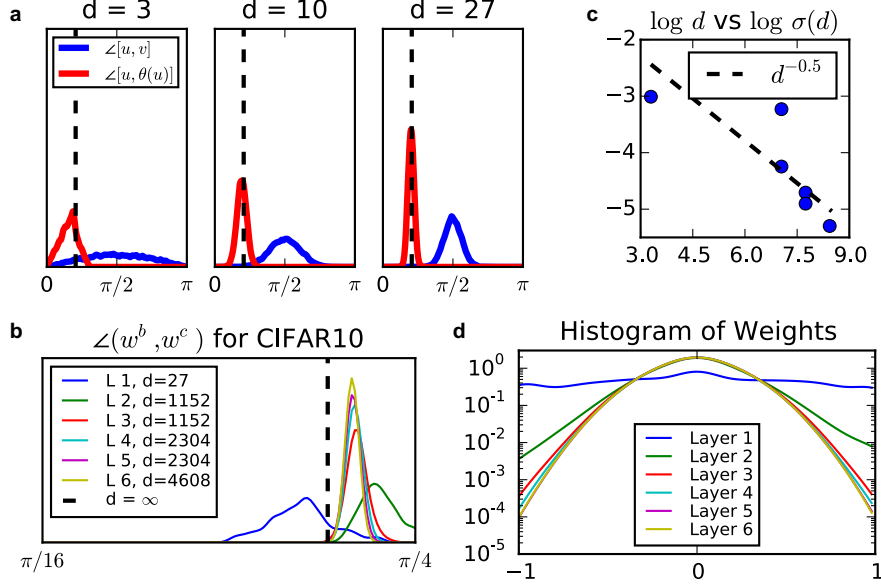 a
d = 3
d = 10
d = 27
∠[u, v]
∠[u, θ(u)]
0
π/2
π
0
π/2
π
0
π/2
π
c
log d vs log σ(d)
d^{-0.5}
−2
−3
−4
−5
3.0
4.5
6.0
7.5
9.0
b
∠(w^b ,w^c ) for CIFAR10
L 1, d=27
L 2, d=1152
L 3, d=1152
L 4, d=2304
L 5, d=2304
L 6, d=4608
d = ∞
π/16
π/4
d
Histogram of Weights
10^0
10^{-1}
10^{-2}
10^{-3}
10^{-4}
10^{-5}
Layer 1
Layer 2
Layer 3
Layer 4
Layer 5
Layer 6
−1
0
1